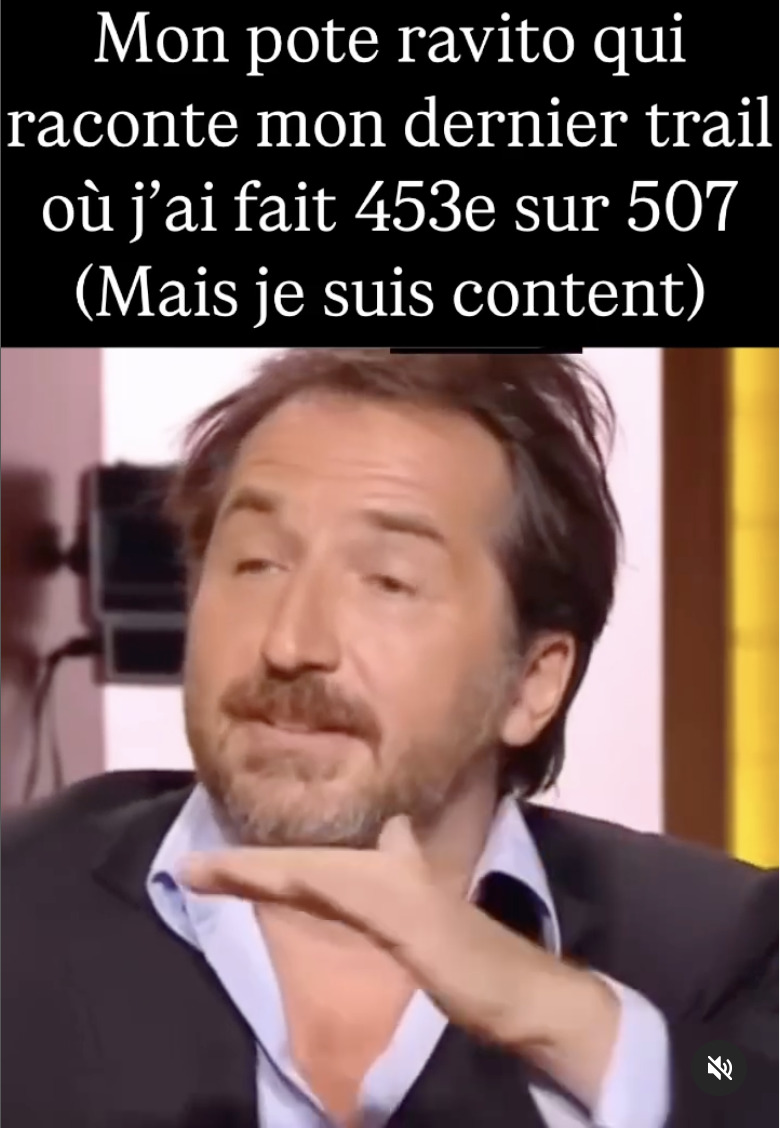 Mon pote ravito qui
raconte mon dernier trail
où j’ai fait 453e sur 507
(Mais je suis content)